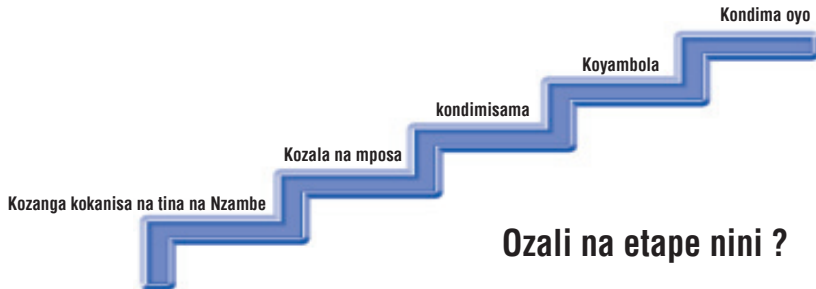 Kondima oyo
Koyambola
kondimisama
Kozala na mposa
Kozanga kokanisa na tina na Nzambe
Ozali na etape nini ?